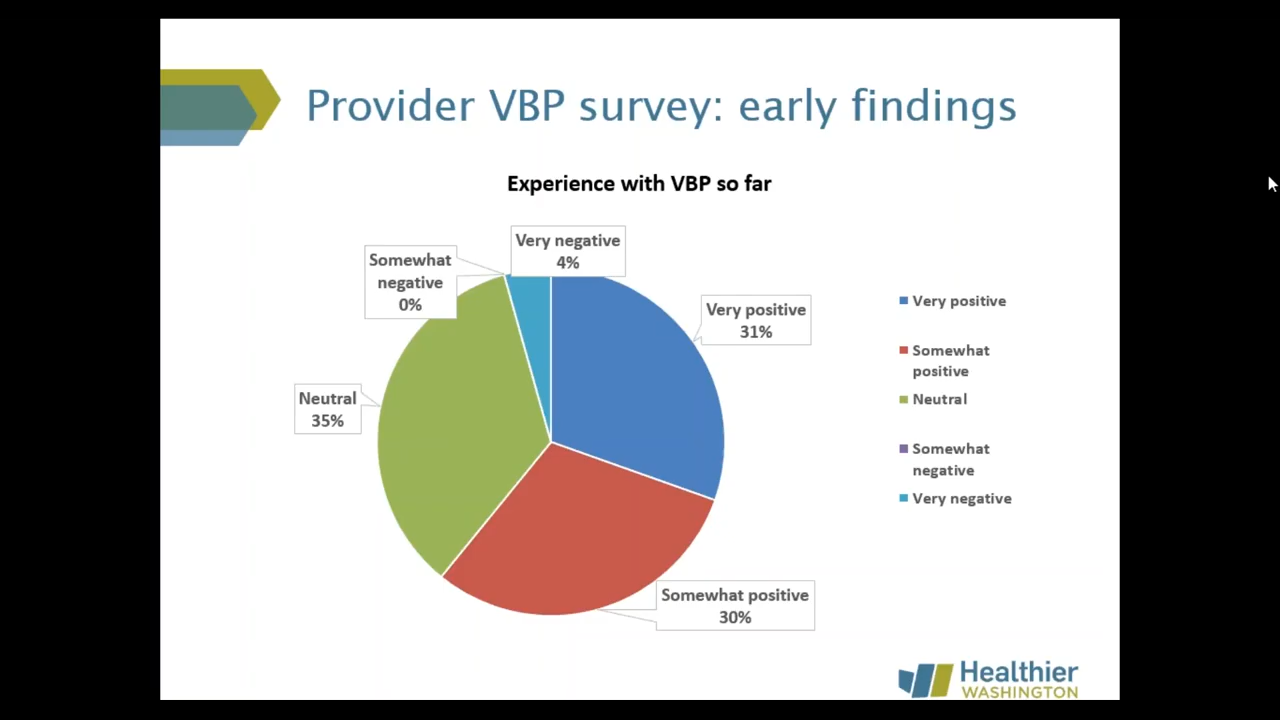 Provider VBP survey: early findings
Experience with VBP so far
Very negative
4%
Somewhat
negative
0%
Very positive
31%
Neutral
35%
Somewhat positive
30%
Very positive
Somewhat
positive
Neutral
Somewhat
negative
Very negative
Healthier
WASHINGTON